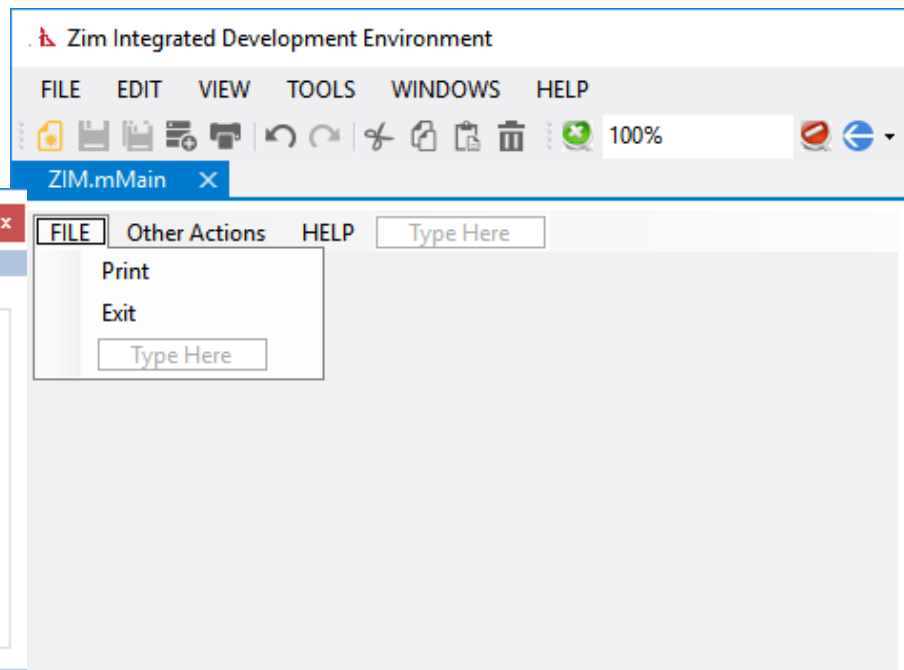 Zim Integrated Development Environment
FILE EDIT VIEW TOOLS WINDOWS HELP
100%
ZIM.mMain
x
FILE Other Actions HELP Type Here
Print
Exit
Type Here